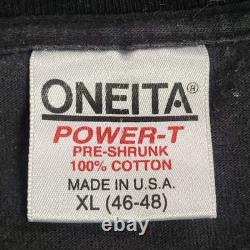 ONEITA®
POWER-T
PRE-SHRUNK
100% COTTON
MADE IN U.S.A.
XL (46-48)